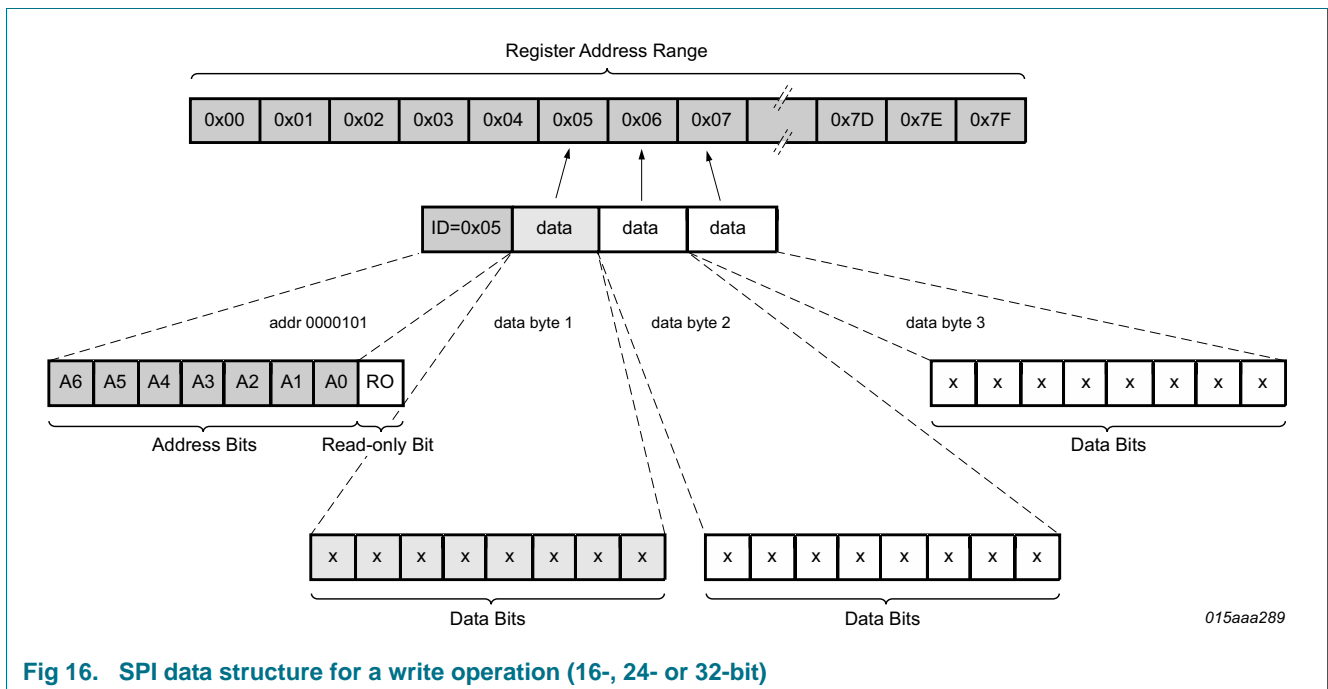 Register Address Range
0x00 0x01 0x02 0x03 0x04 0x05 0x06 0x07 0x7D 0x7E 0x7F
ID=0x05 data data data
addr 0000101 data byte 1 data byte 2 data byte 3
A6 A5 A4 A3 A2 A1 A0 RO x x x x x x x x
Address Bits Read-only Bit Data Bits
x x x x x x x x x x x x x x x x
Data Bits Data Bits 015aaa289
Fig 16. SPI data structure for a write operation (16-, 24- or 32-bit)